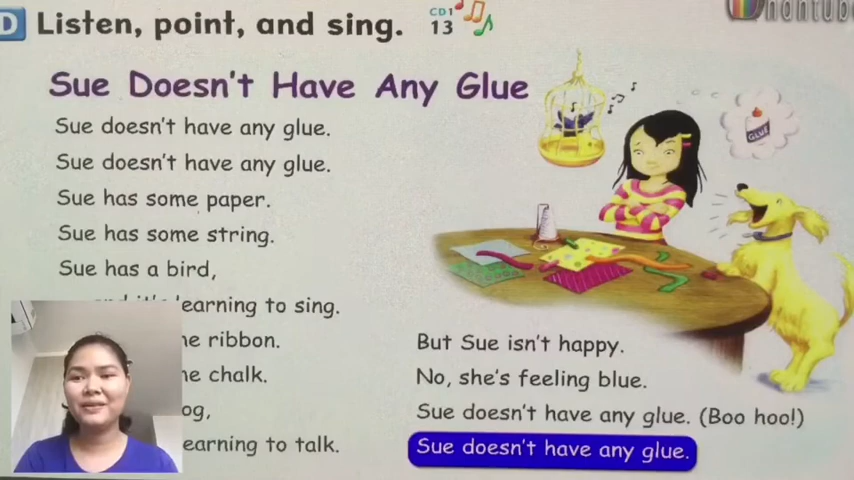 D Listen, point, and sing. CD1 13
Sue Doesn't Have Any Glue
Sue doesn't have any glue.
Sue doesn't have any glue.
Sue has some paper.
Sue has some string.
Sue has a bird,
and it's learning to sing.
ribbon.
chalk.
to talk.
GLUE
But Sue isn't happy.
No, she's feeling blue.
Sue doesn't have any glue. (Boo hoo!)
Sue doesn't have any glue.